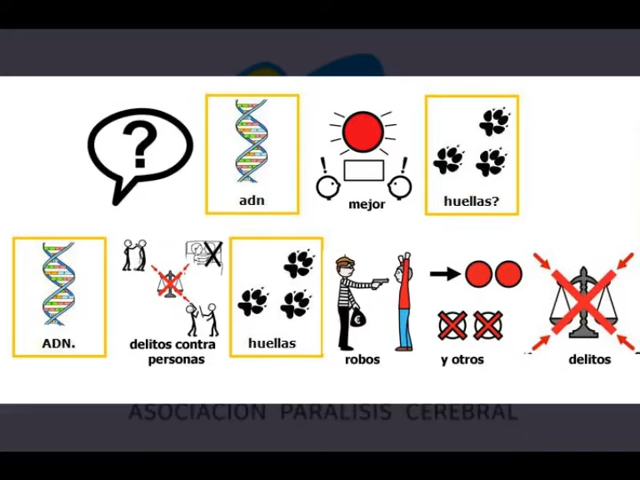 ?
adn mejor huellas?
ADN. delitos contra personas huellas robos y otros delitos
€
ASOCIACION PARALISIS CEREBRAL